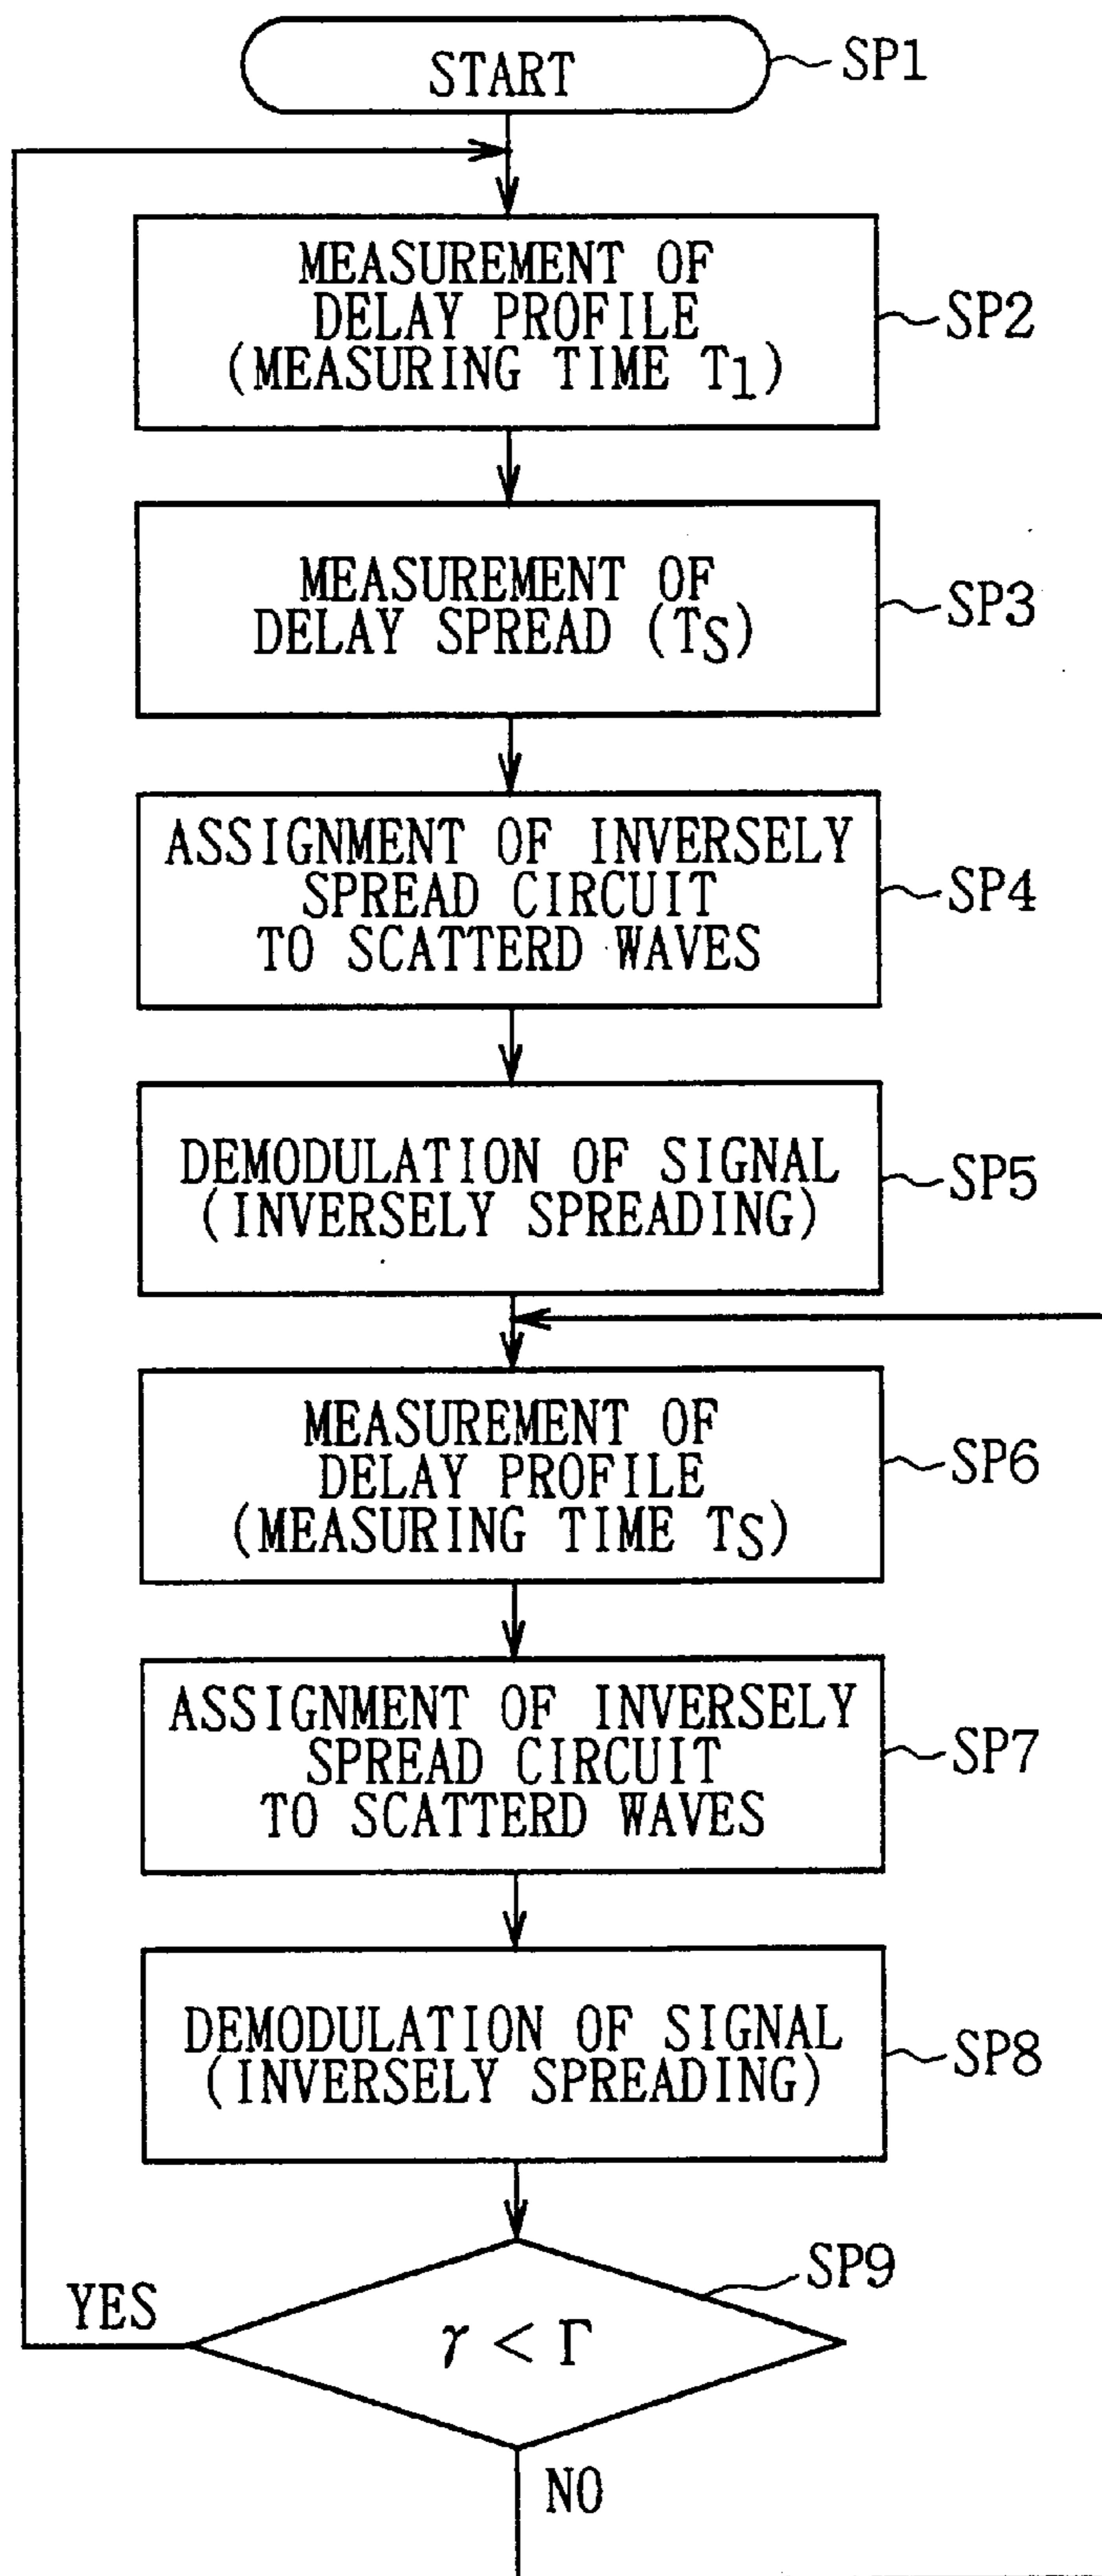 START
SP1
MEASUREMENT OF
DELAY PROFILE
(MEASURING TIME T1)
SP2
MEASUREMENT OF
DELAY SPREAD (TS)
SP3
ASSIGNMENT OF INVERSELY
SPREAD CIRCUIT
TO SCATTERD WAVES
SP4
DEMODULATION OF SIGNAL
(INVERSELY SPREADING)
SP5
MEASUREMENT OF
DELAY PROFILE
(MEASURING TIME TS)
SP6
ASSIGNMENT OF INVERSELY
SPREAD CIRCUIT
TO SCATTERD WAVES
SP7
DEMODULATION OF SIGNAL
(INVERSELY SPREADING)
SP8
SP9
YES
γ < Γ
NO